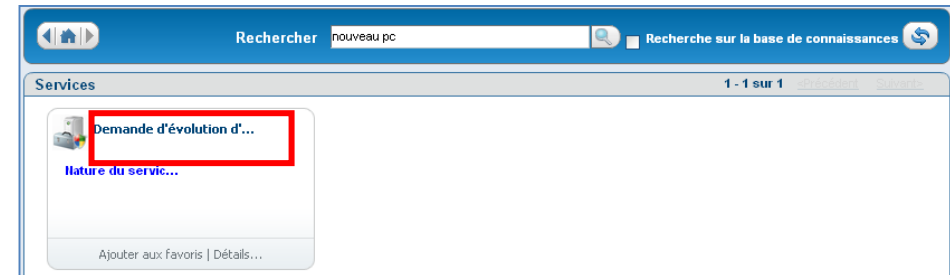 Rechercher nouveau pc Recherche sur la base de connaissances
Services 1 - 1 sur 1 <Précédent Suivant>
Demande d'évolution d'...
Nature du servic...
Ajouter aux favoris | Détails...